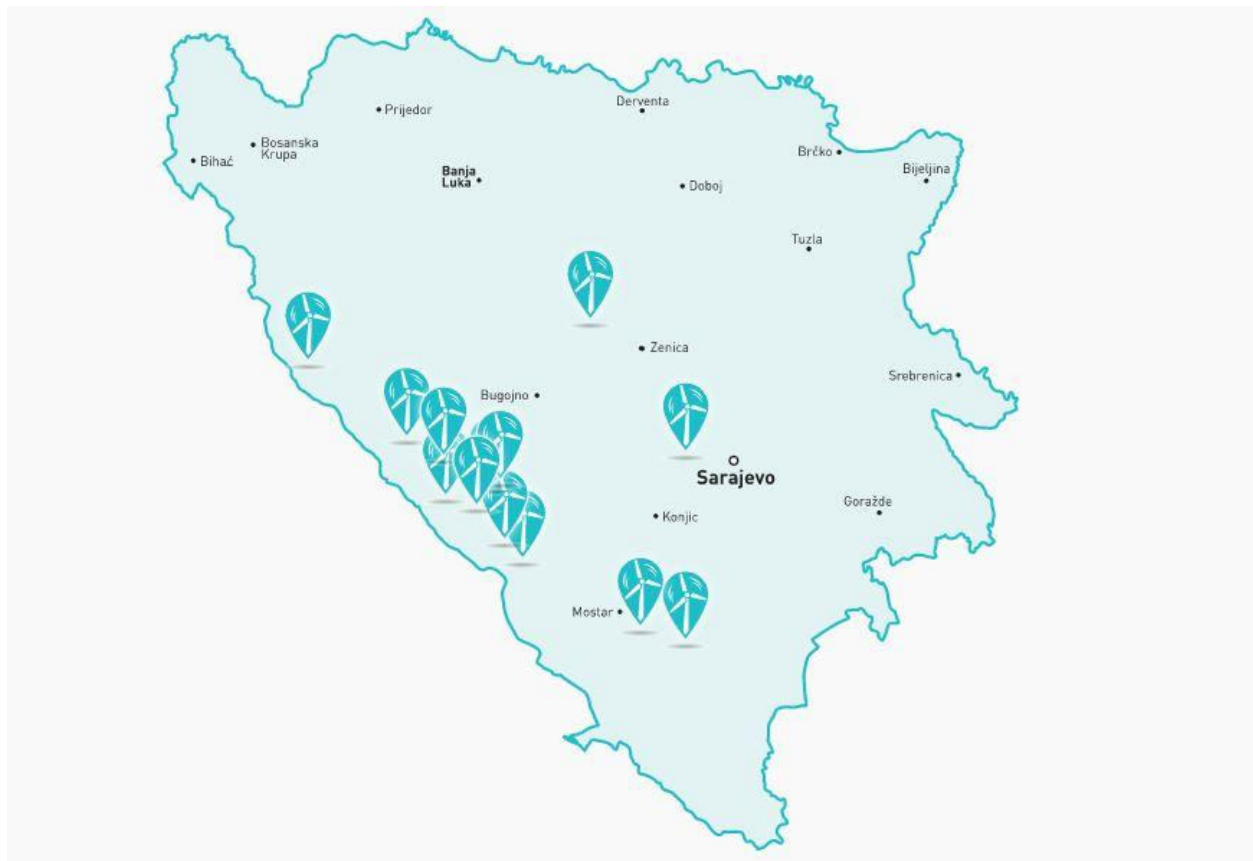 Derventa
Prijedor
Bosanska
Krupa
Bihać
Brčko
Bijeljina
Banja
Luka
Doboj
Tuzla
Zenica
Srebrenica
Bugojno
Sarajevo
Goražde
Konjic
Mostar